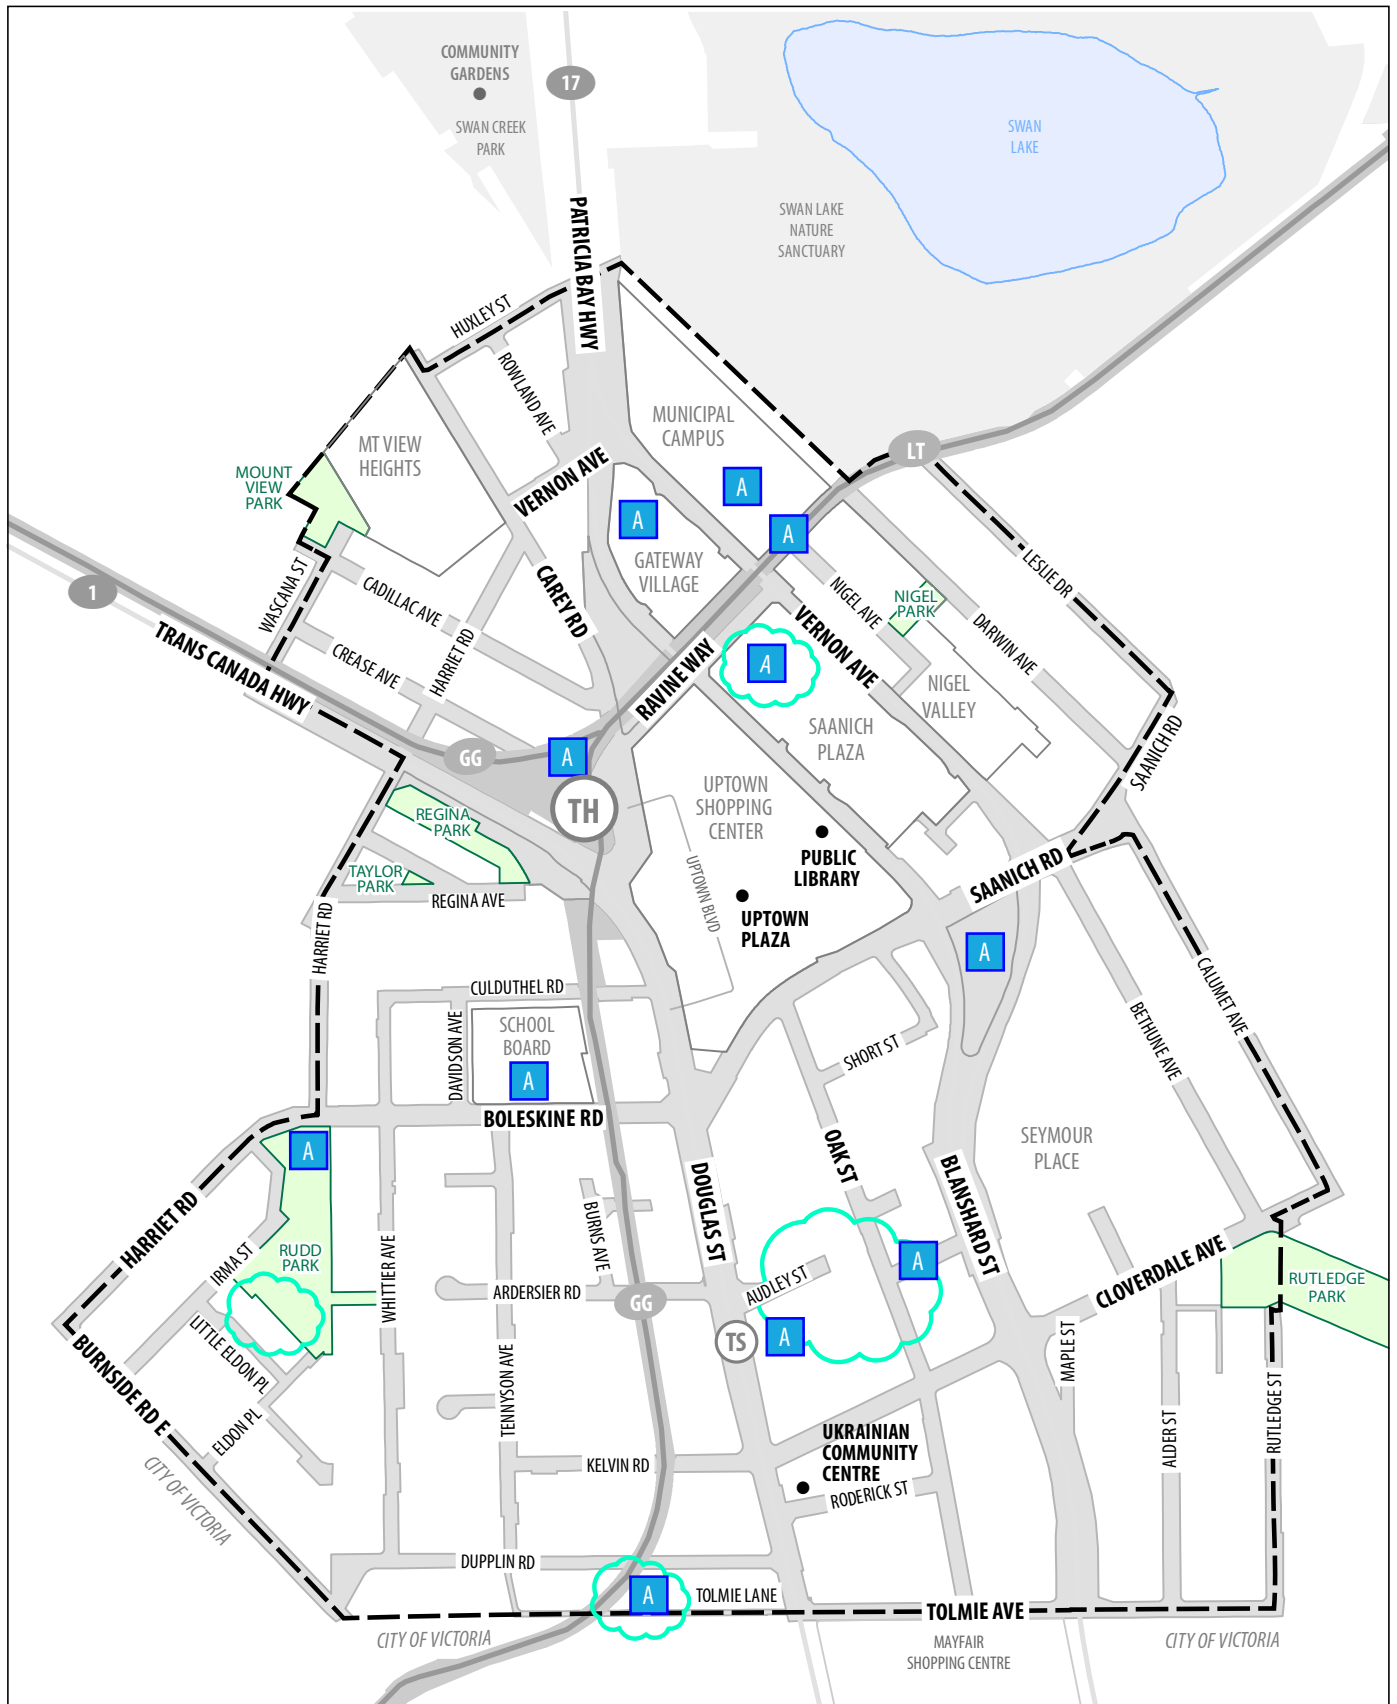 COMMUNITY
GARDENS
17
SWAN CREEK
PARK
SWAN
LAKE
SWAN LAKE
NATURE
SANCTUARY
PATRICIA BAY HWY
HUXLEY ST
ROWLAND AVE
MUNICIPAL
CAMPUS
MT VIEW
HEIGHTS
LT
MOUNT
VIEW
PARK
VERNON AVE
A
A
A
GATEWAY
VILLAGE
LESLIE DR
1
WASCANA ST
CADILLAC AVE
CAREY RD
NIGEL AVE
NIGEL
PARK
VERNON AVE
DARWIN AVE
TRANS CANADA HWY
CREASE AVE
HARRIET RD
RAVINE WAY
A
NIGEL
VALLEY
SAANICH
PLAZA
SAANICH RD
GG
A
TH
UPTOWN
SHOPPING
CENTER
REGINA
PARK
PUBLIC
LIBRARY
SAANICH RD
TAYLOR
PARK
REGINA AVE
UPTOWN BLVD
UPTOWN
PLAZA
HARRIET RD
A
CALUMET AVE
CULDUTHEL RD
SCHOOL
BOARD
DAVIDSON AVE
BETHUNE AVE
SHORT ST
A
BOLESKINE RD
A
OAK ST
SEYMOUR
PLACE
DOUGLAS ST
BLANSHARD ST
HARRIET RD
BURNS AVE
IRMA ST
RUDD
PARK
WHITTIER AVE
A
CLOVERDALE AVE
AUDLEY ST
RUTLEDGE
PARK
ARDERSIER RD
GG
A
TS
LITTLE ELDON PL
MAPLE ST
BURNSIDE RD E
TENNYSON AVE
RUTLEDGE ST
ELDON PL
ALDER ST
UKRAINIAN
COMMUNITY
CENTRE
KELVIN RD
CITY OF VICTORIA
RODERICK ST
DUPPLIN RD
A
TOLMIE LANE
TOLMIE AVE
CITY OF VICTORIA
MAYFAIR
SHOPPING CENTRE
CITY OF VICTORIA